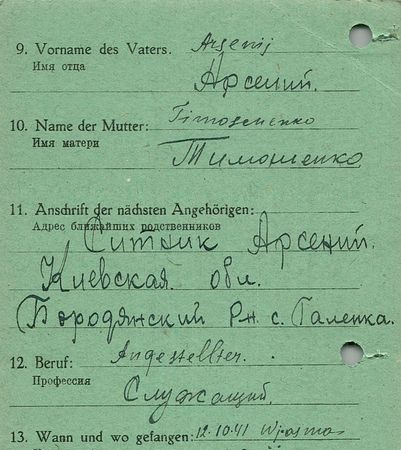 9. Vorname des Vaters. Arsenij
Имя отца
Арсений.
10. Name der Mutter: Timoschenko
Имя матери
Тимошенко
11. Anschrift der nächsten Angehörigen:
Адрес ближайших родственников
Ситник Арсений.
Киевская обл.
Бородянский Рн. с. Галенка.
12. Beruf: Angestellter.
Профессия
Служащий.
13. Wann und wo gefangen: 12.10.41 Wjasma